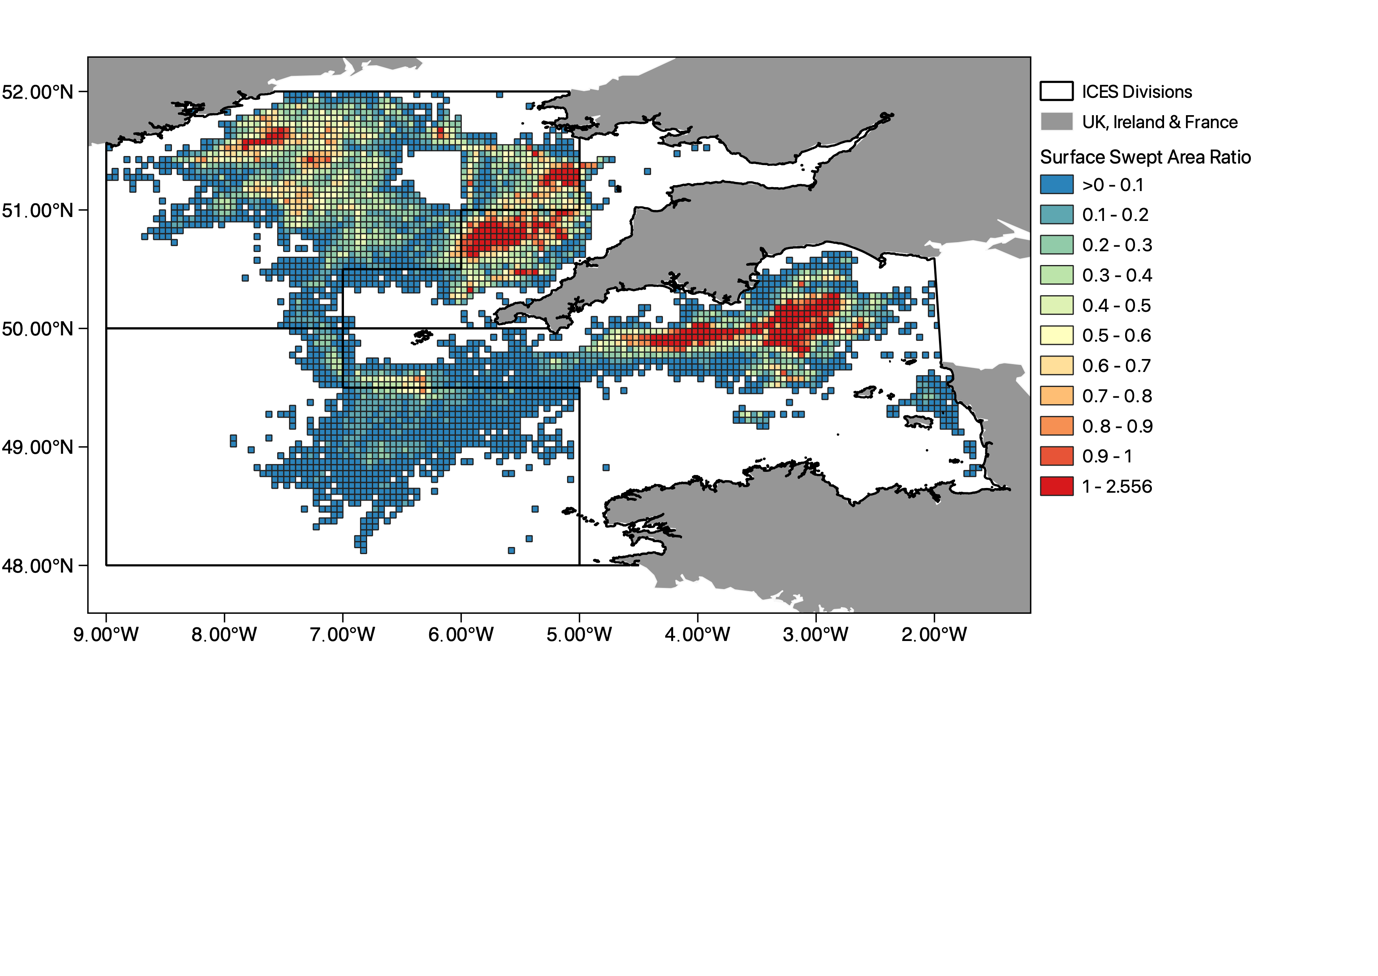 52.00°N
51.00°N
50.00°N
49.00°N
48.00°N
9.00°W 8.00°W 7.00°W 6.00°W 5.00°W 4.00°W 3.00°W 2.00°W
ICES Divisions
UK, Ireland & France
Surface Swept Area Ratio
>0 - 0.1
0.1 - 0.2
0.2 - 0.3
0.3 - 0.4
0.4 - 0.5
0.5 - 0.6
0.6 - 0.7
0.7 - 0.8
0.8 - 0.9
0.9 - 1
1 - 2.556